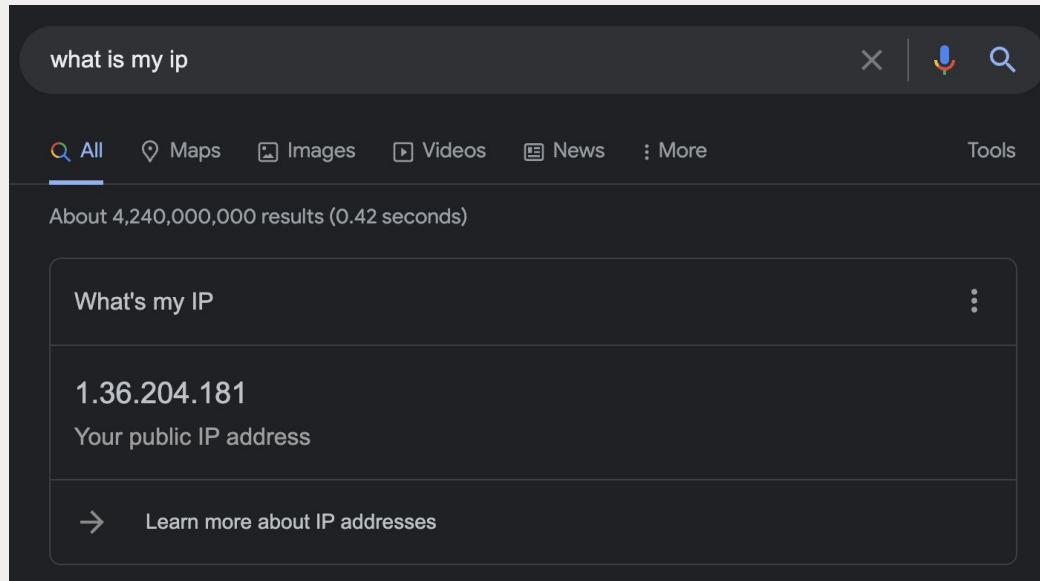 what is my ip
All Maps Images Videos News More Tools
About 4,240,000,000 results (0.42 seconds)
What's my IP
1.36.204.181
Your public IP address
Learn more about IP addresses